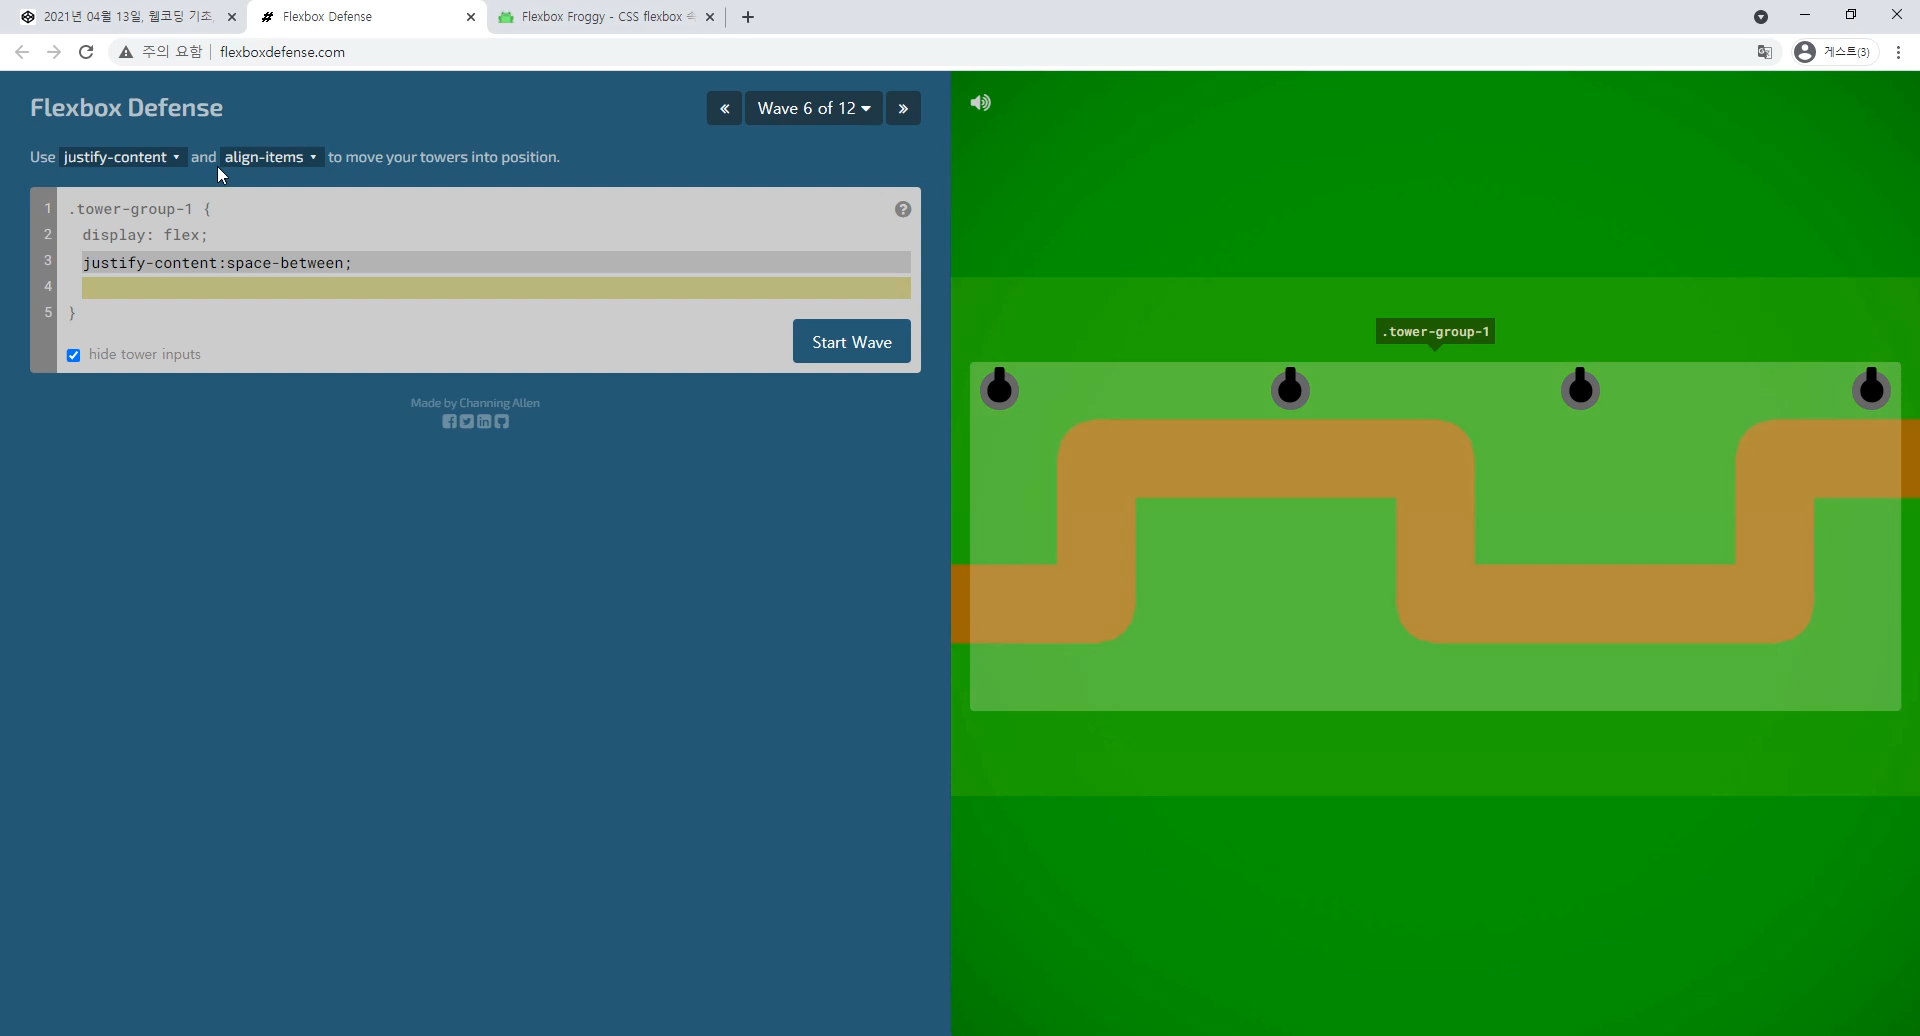 2021년 04월 13일, 웹코딩 기초,
Flexbox Defense
Flexbox Froggy - CSS flexbox 속
주의 요함
flexboxdefense.com
게스트(3)
Flexbox Defense
« Wave 6 of 12 ▾ »
Use justify-content ▾ and align-items ▾ to move your towers into position.
1 .tower-group-1 {
2 display: flex;
3 justify-content:space-between;
4
5 }
?
hide tower inputs
Start Wave
Made by Channing Allen
.tower-group-1